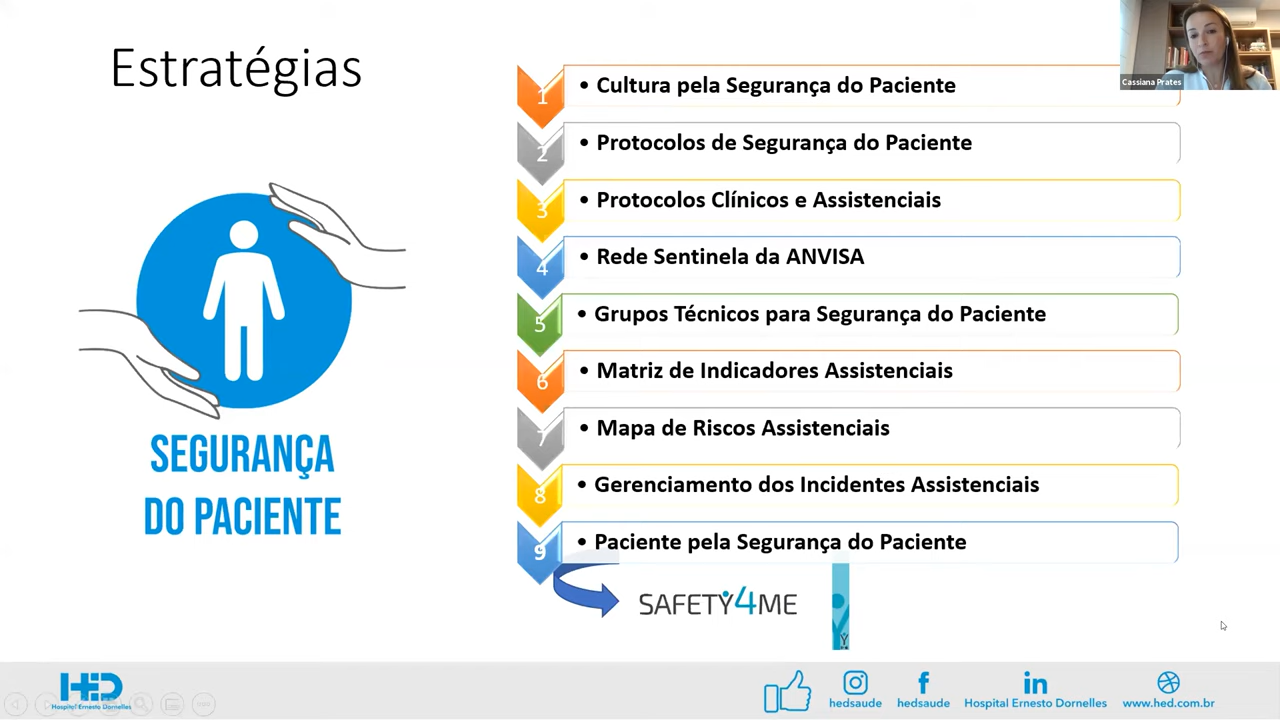 Estratégias
Cassiana Prates
1
• Cultura pela Segurança do Paciente
2
• Protocolos de Segurança do Paciente
3
• Protocolos Clínicos e Assistenciais
4
• Rede Sentinela da ANVISA
5
• Grupos Técnicos para Segurança do Paciente
6
• Matriz de Indicadores Assistenciais
7
• Mapa de Riscos Assistenciais
8
• Gerenciamento dos Incidentes Assistenciais
9
• Paciente pela Segurança do Paciente
SEGURANÇA
DO PACIENTE
SAFETY4ME
HED
Hospital Ernesto Dornelles
hedsaude
hedsaude
Hospital Ernesto Dornelles
www.hed.com.br